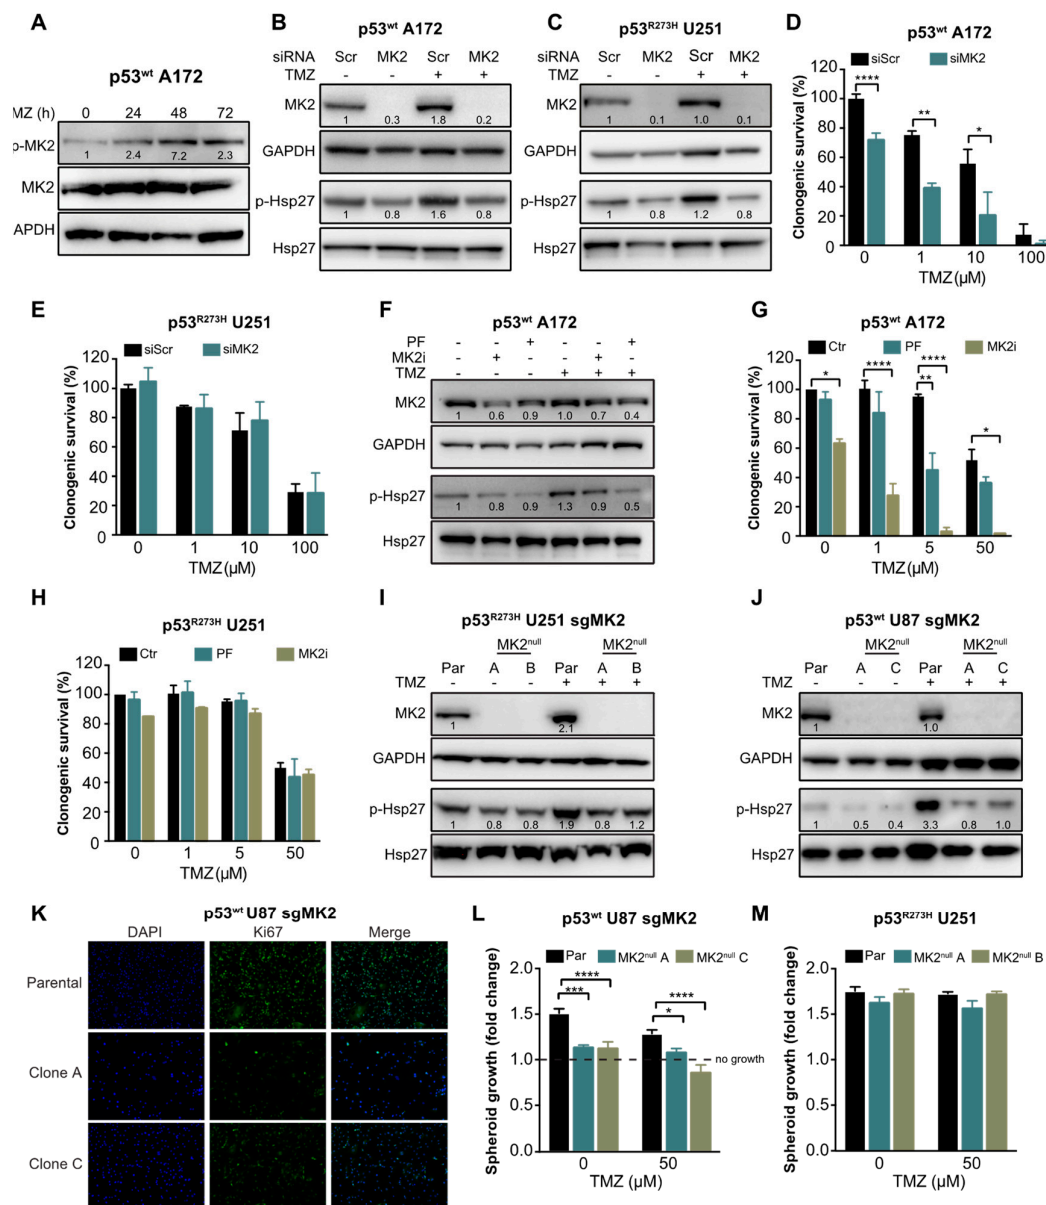 A
p53wt A172
MZ (h) 0 24 48 72
p-MK2
1 2.4 7.2 2.3
MK2
APDH
B
p53wt A172
siRNA Scr MK2 Scr MK2
TMZ - - + +
MK2
1 0.3 1.8 0.2
GAPDH
p-Hsp27
1 0.8 1.6 0.8
Hsp27
C
p53R273H U251
siRNA Scr MK2 Scr MK2
TMZ - - + +
MK2
1 0.1 1.0 0.1
GAPDH
p-Hsp27
1 0.8 1.2 0.8
Hsp27
D
p53wt A172
siScr siMK2
Clonogenic survival (%)
120
100
80
60
40
20
0
**** ** *
0 1 10 100
TMZ (µM)
E
p53R273H U251
siScr siMK2
Clonogenic survival (%)
120
100
80
60
40
20
0
0 1 10 100
TMZ (µM)
F
p53wt A172
PF - - + - - +
MK2i - + - - + -
TMZ - - - + + +
MK2
1 0.6 0.9 1.0 0.7 0.4
GAPDH
p-Hsp27
1 0.8 0.9 1.3 0.9 0.5
Hsp27
G
p53wt A172
Ctr PF MK2i
Clonogenic survival (%)
120
100
80
60
40
20
0
* **** **** ** *
0 1 5 50
TMZ (µM)
H
p53R273H U251
Ctr PF MK2i
Clonogenic survival (%)
120
100
80
60
40
20
0
0 1 5 50
TMZ (µM)
I
p53R273H U251 sgMK2
MK2null MK2null
Par A B Par A B
TMZ - - - + + +
MK2
1 2.1
GAPDH
p-Hsp27
1 0.8 0.8 1.9 0.8 1.2
Hsp27
J
p53wt U87 sgMK2
MK2null MK2null
Par A C Par A C
TMZ - - - + + +
MK2
1 1.0
GAPDH
p-Hsp27
1 0.5 0.4 3.3 0.8 1.0
Hsp27
K
p53wt U87 sgMK2
DAPI Ki67 Merge
Parental
Clone A
Clone C
L
p53wt U87 sgMK2
Par MK2null A MK2null C
Spheroid growth (fold change)
2.0
1.5
1.0
1.5
0.0
**** *** **** *
no growth
0 50
TMZ (µM)
M
p53R273H U251
Par MK2null A MK2null B
Spheroid growth (fold change)
2.0
1.5
1.0
1.5
0.0
0 50
TMZ (µM)